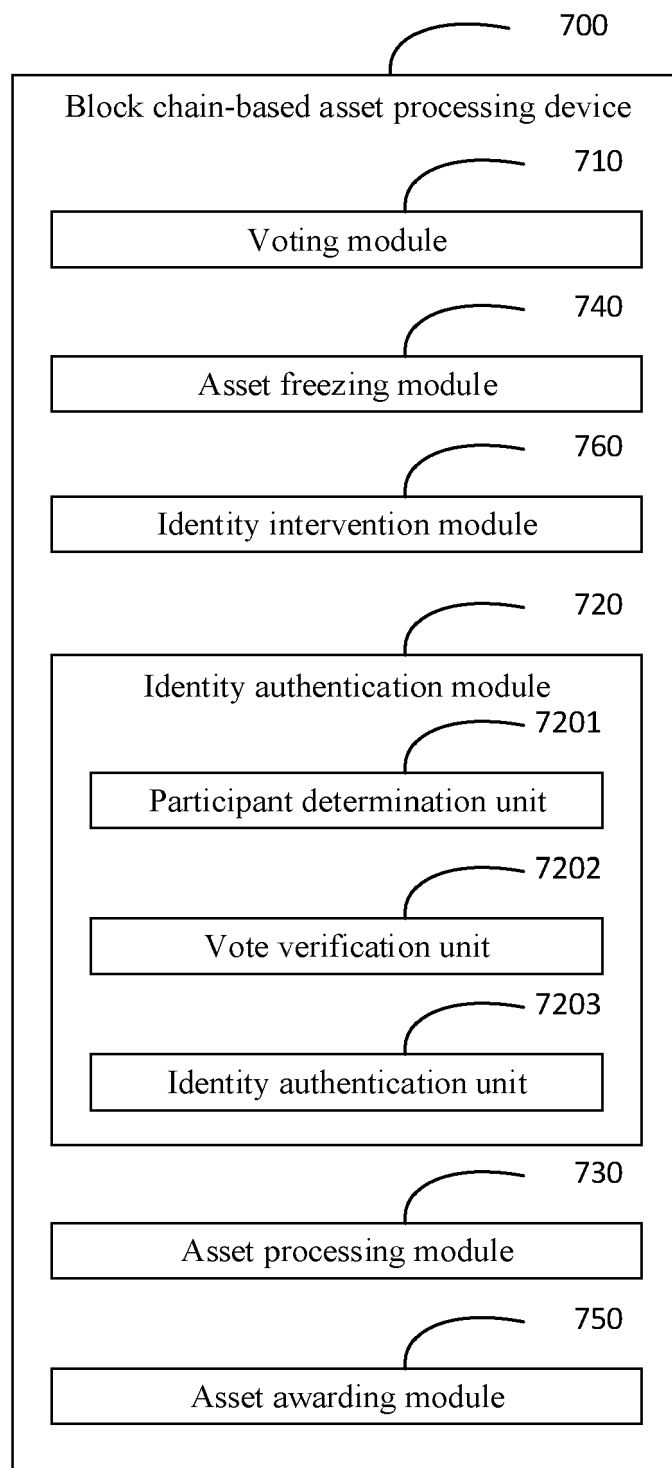 700
Block chain-based asset processing device
710
Voting module
740
Asset freezing module
760
Identity intervention module
720
Identity authentication module
7201
Participant determination unit
7202
Vote verification unit
7203
Identity authentication unit
730
Asset processing module
750
Asset awarding module